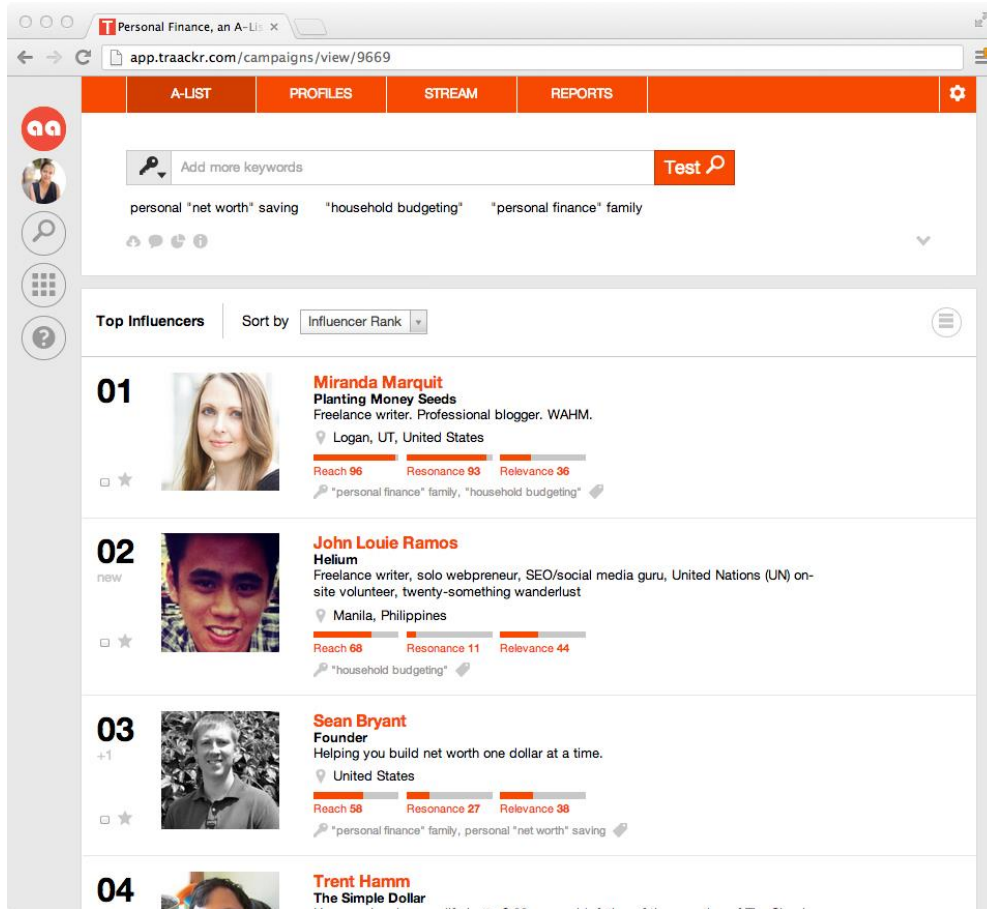 Personal Finance, an A-Lis
app.traackr.com/campaigns/view/9669
A-LIST PROFILES STREAM REPORTS
Add more keywords
Test
personal "net worth" saving "household budgeting" "personal finance" family
Top Influencers Sort by Influencer Rank
01
Miranda Marquit
Planting Money Seeds
Freelance writer. Professional blogger. WAHM.
Logan, UT, United States
Reach 96 Resonance 93 Relevance 36
"personal finance" family, "household budgeting"
02
new
John Louie Ramos
Helium
Freelance writer, solo webpreneur, SEO/social media guru, United Nations (UN) on-
site volunteer, twenty-something wanderlust
Manila, Philippines
Reach 68 Resonance 11 Relevance 44
"household budgeting"
03
+1
Sean Bryant
Founder
Helping you build net worth one dollar at a time.
United States
Reach 58 Resonance 27 Relevance 38
"personal finance" family, personal "net worth" saving
04
Trent Hamm
The Simple Dollar